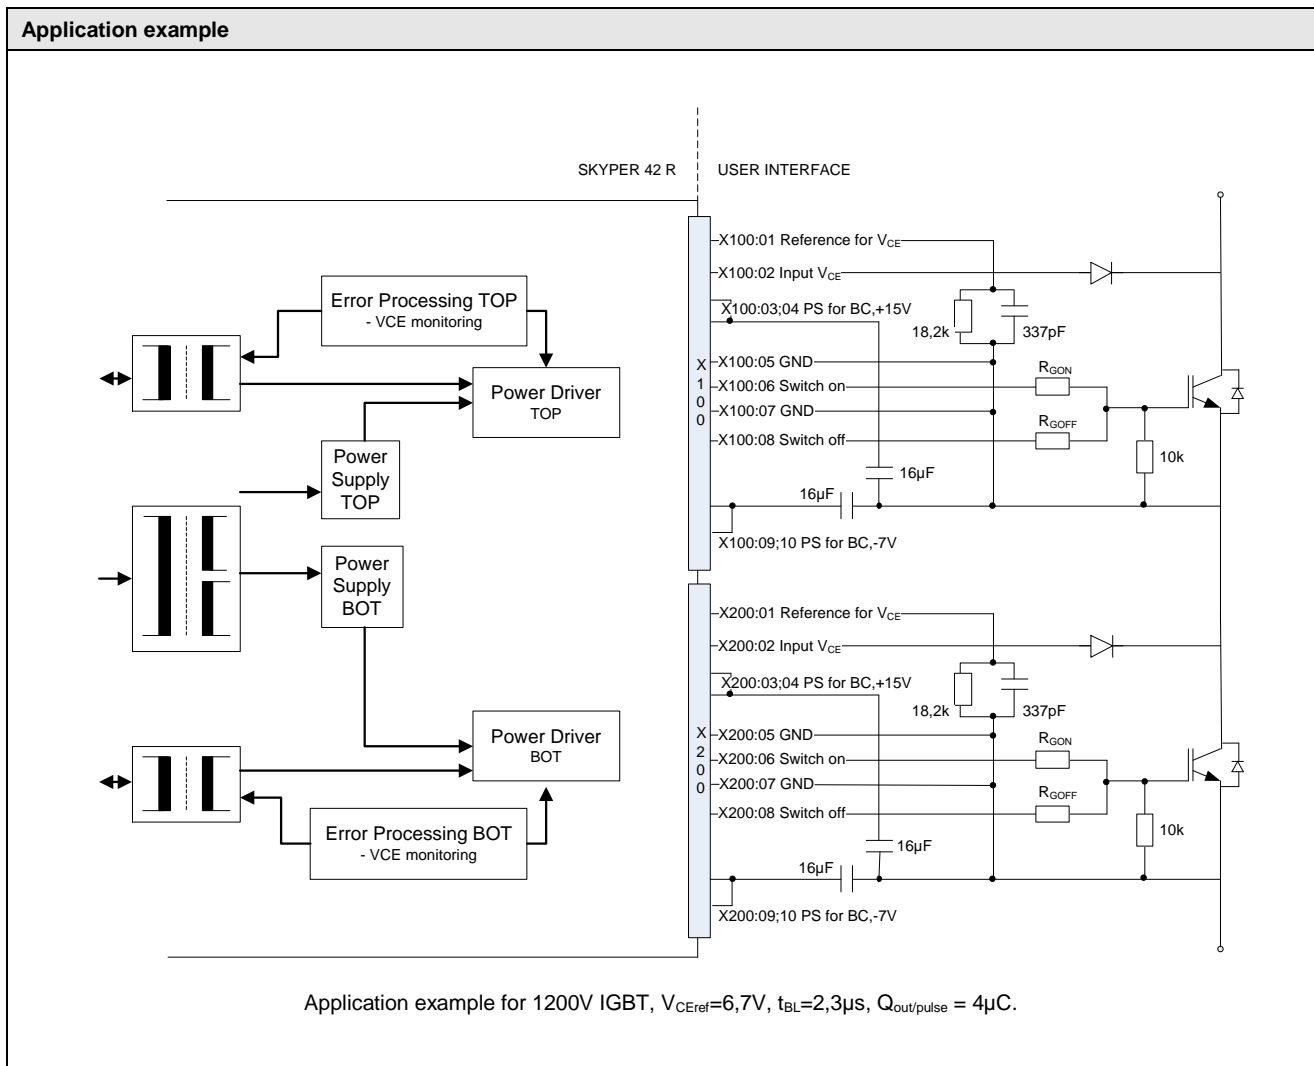 Application example
SKYPER 42 R
USER INTERFACE
Error Processing TOP
- VCE monitoring
Power Driver
TOP
Power
Supply
TOP
Power
Supply
BOT
Power Driver
BOT
Error Processing BOT
- VCE monitoring
X
1
0
0
X100:01 Reference for VCE
X100:02 Input VCE
X100:03;04 PS for BC,+15V
18,2k
337pF
X100:05 GND
X100:06 Switch on
RGON
X100:07 GND
RGOFF
X100:08 Switch off
10k
16µF
16µF
X100:09;10 PS for BC,-7V
X
2
0
0
X200:01 Reference for VCE
X200:02 Input VCE
X200:03;04 PS for BC,+15V
18,2k
337pF
X200:05 GND
X200:06 Switch on
RGON
X200:07 GND
RGOFF
X200:08 Switch off
10k
16µF
16µF
X200:09;10 PS for BC,-7V
Application example for 1200V IGBT, VCEref=6,7V, tBL=2,3µs, Qout/pulse = 4µC.